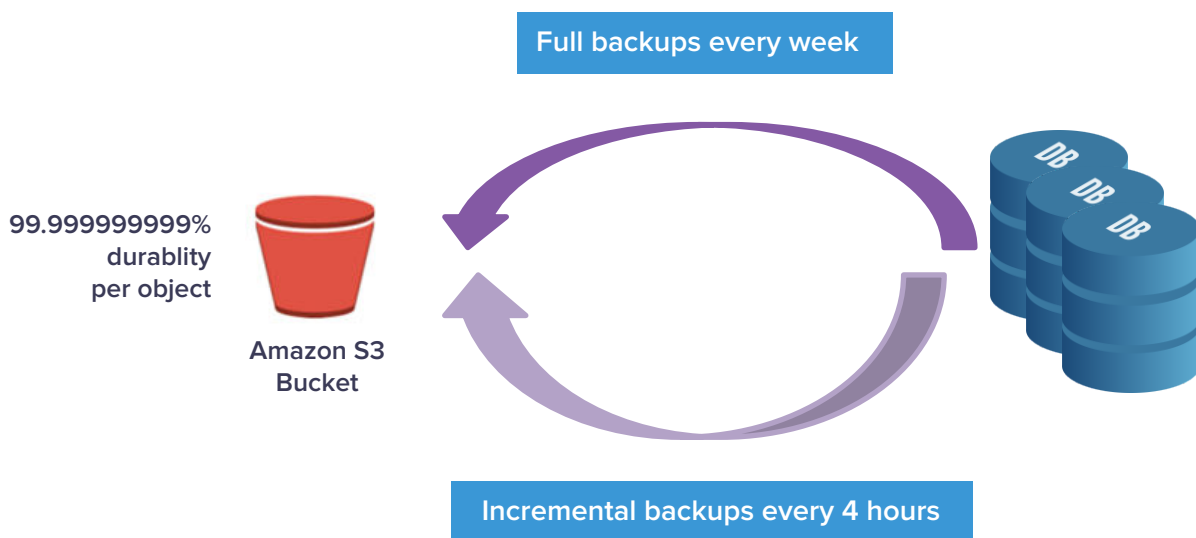 Full backups every week
DB
DB
DB
99.999999999%
durablity
per object
Amazon S3
Bucket
Incremental backups every 4 hours